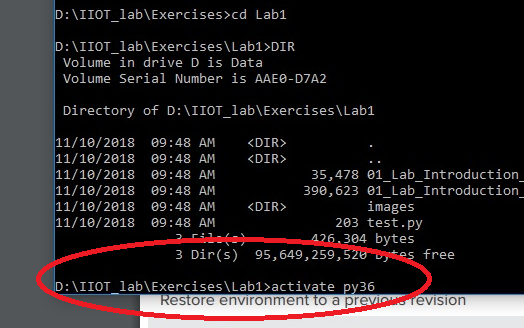 D:\IIOT_lab\Exercises>cd Lab1
D:\IIOT_lab\Exercises\Lab1>DIR
Volume in drive D is Data
Volume Serial Number is AAE0-D7A2
Directory of D:\IIOT_lab\Exercises\Lab1
11/10/2018 09:48 AM <DIR> .
11/10/2018 09:48 AM <DIR> ..
11/10/2018 09:48 AM 35,478 01_Lab_Introduction_
11/10/2018 09:48 AM 390,623 01_Lab_Introduction_
11/10/2018 09:48 AM <DIR> images
11/10/2018 09:48 AM 203 test.py
3 File(s) 426,304 bytes
3 Dir(s) 95,649,259,520 bytes free
D:\IIOT_lab\Exercises\Lab1>activate py36
Restore environment to a previous revision